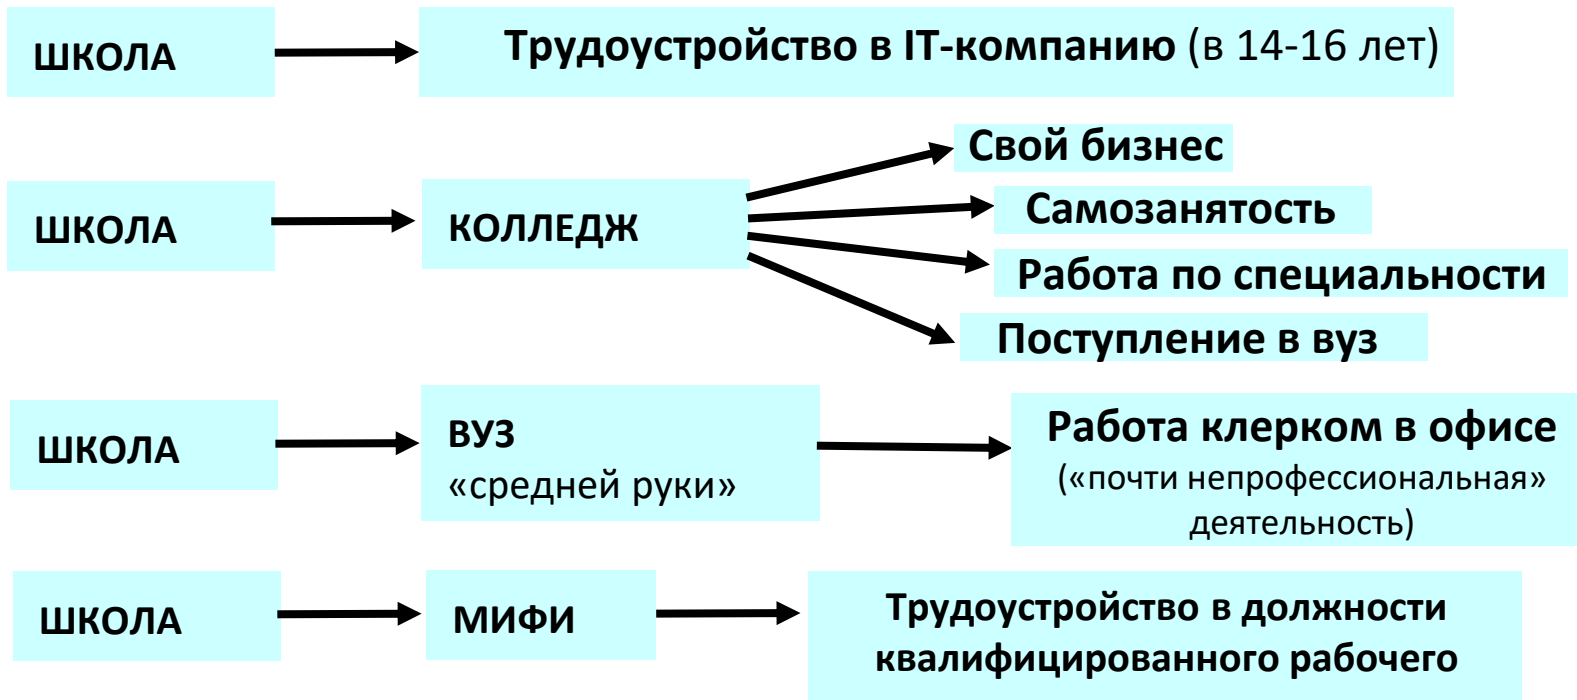 ШКОЛА
Трудоустройство в IT-компанию (в 14-16 лет)
ШКОЛА
КОЛЛЕДЖ
Свой бизнес
Самозанятость
Работа по специальности
Поступление в вуз
ШКОЛА
ВУЗ
«средней руки»
Работа клерком в офисе
(«почти непрофессиональная»
деятельность)
ШКОЛА
МИФИ
Трудоустройство в должности
квалифицированного рабочего